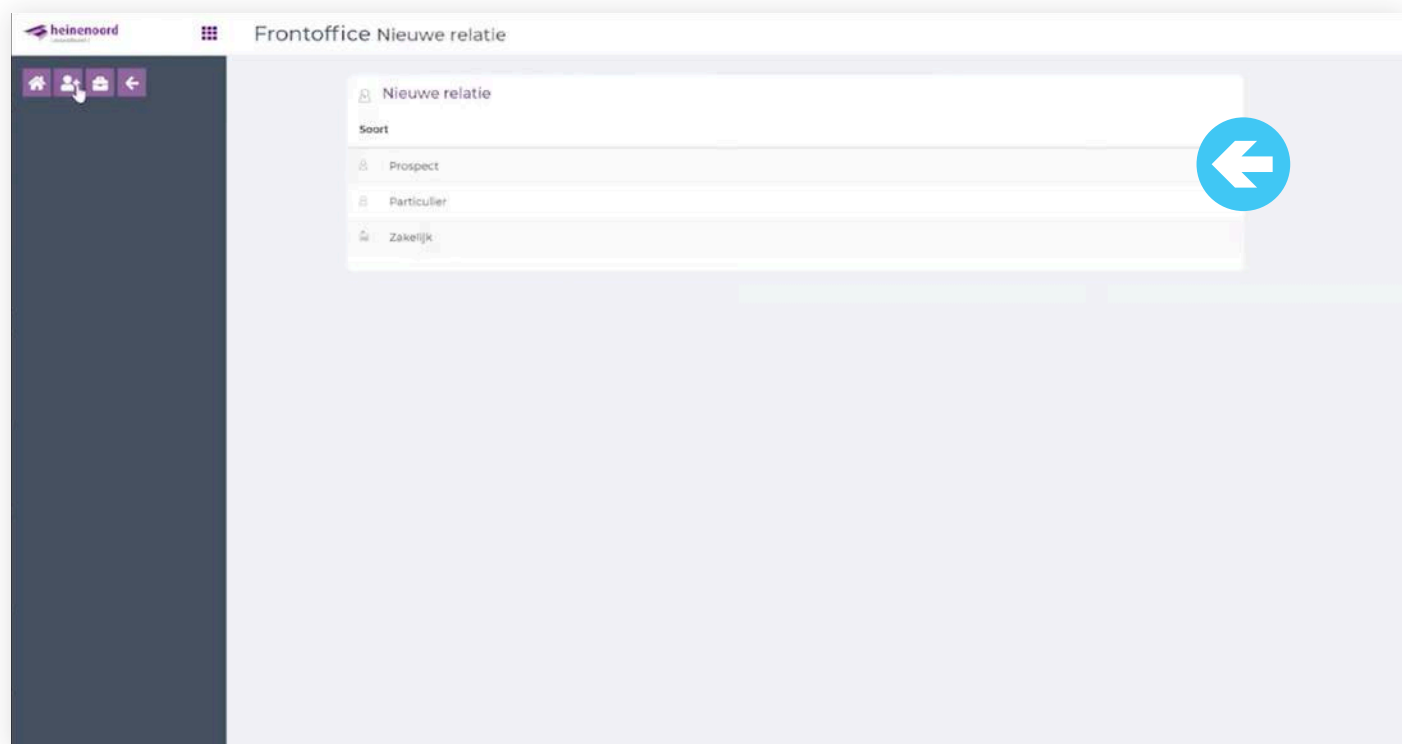 heinenoord
Frontoffice Nieuwe relatie
Nieuwe relatie
Soort
Prospect
Particulier
Zakelijk